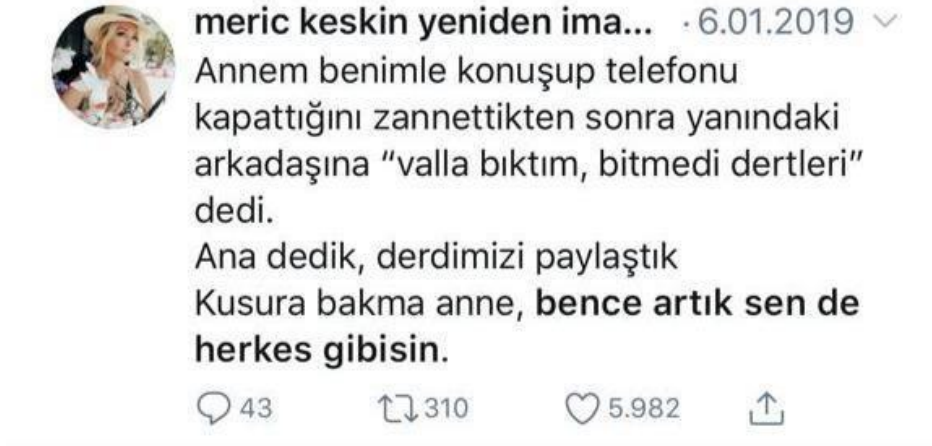 meric keskin yeniden ima... · 6.01.2019
Annem benimle konuşup telefonu
kapattığını zannettikten sonra yanındaki
arkadaşına “valla bıktım, bitmedi dertleri”
dedi.
Ana dedik, derdimizi paylaştık
Kusura bakma anne, bence artık sen de
herkes gibisin.
43 310 5.982